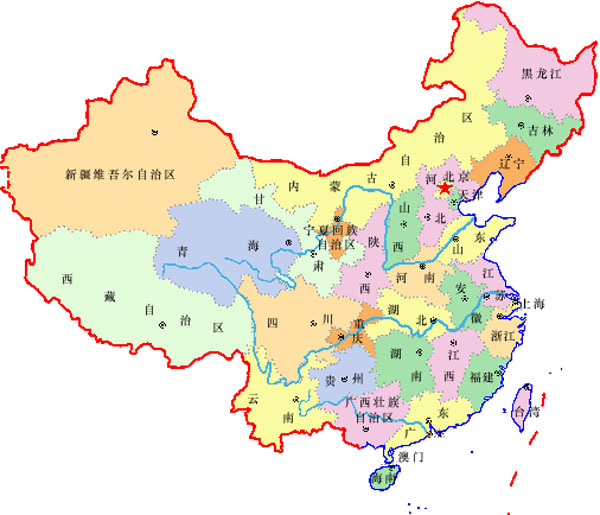 黑龙江
吉林
辽宁
内蒙古自治区
新疆维吾尔自治区
甘肃
北京
天津
河北
山西
宁夏回族
自治区
青海
陕西
山东
西藏自治区
河南
江苏
安徽
上海
四川
重庆
湖北
浙江
湖南
江西
贵州
福建
云南
广西壮族
自治区
广东
台湾
澳门
海南